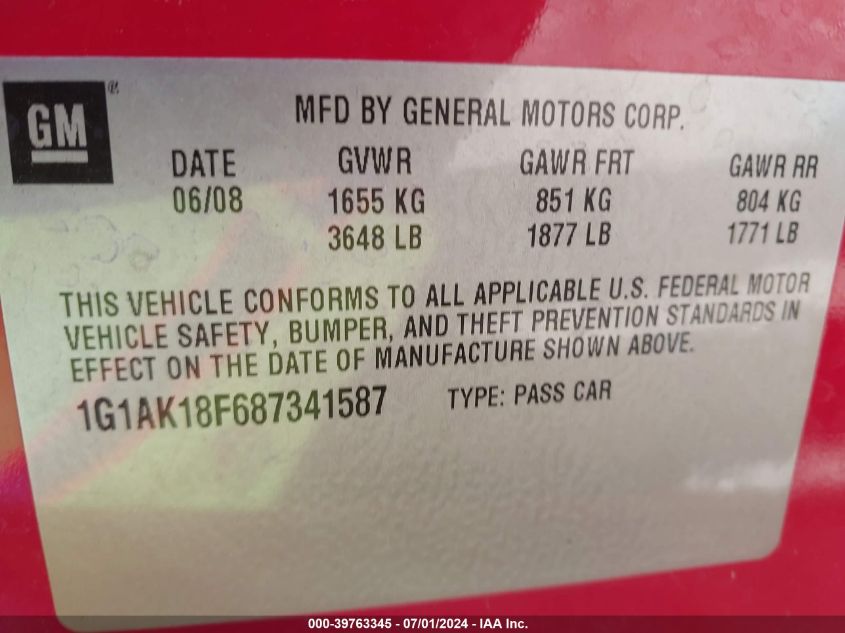 GM®
MFD BY GENERAL MOTORS CORP.
DATE GVWR GAWR FRT GAWR RR
06/08 1655 KG 851 KG 804 KG
3648 LB 1877 LB 1771 LB
THIS VEHICLE CONFORMS TO ALL APPLICABLE U.S. FEDERAL MOTOR
VEHICLE SAFETY, BUMPER, AND THEFT PREVENTION STANDARDS IN
EFFECT ON THE DATE OF MANUFACTURE SHOWN ABOVE.
1G1AK18F687341587 TYPE: PASS CAR
000-39763345 - 07/01/2024 - IAA Inc.